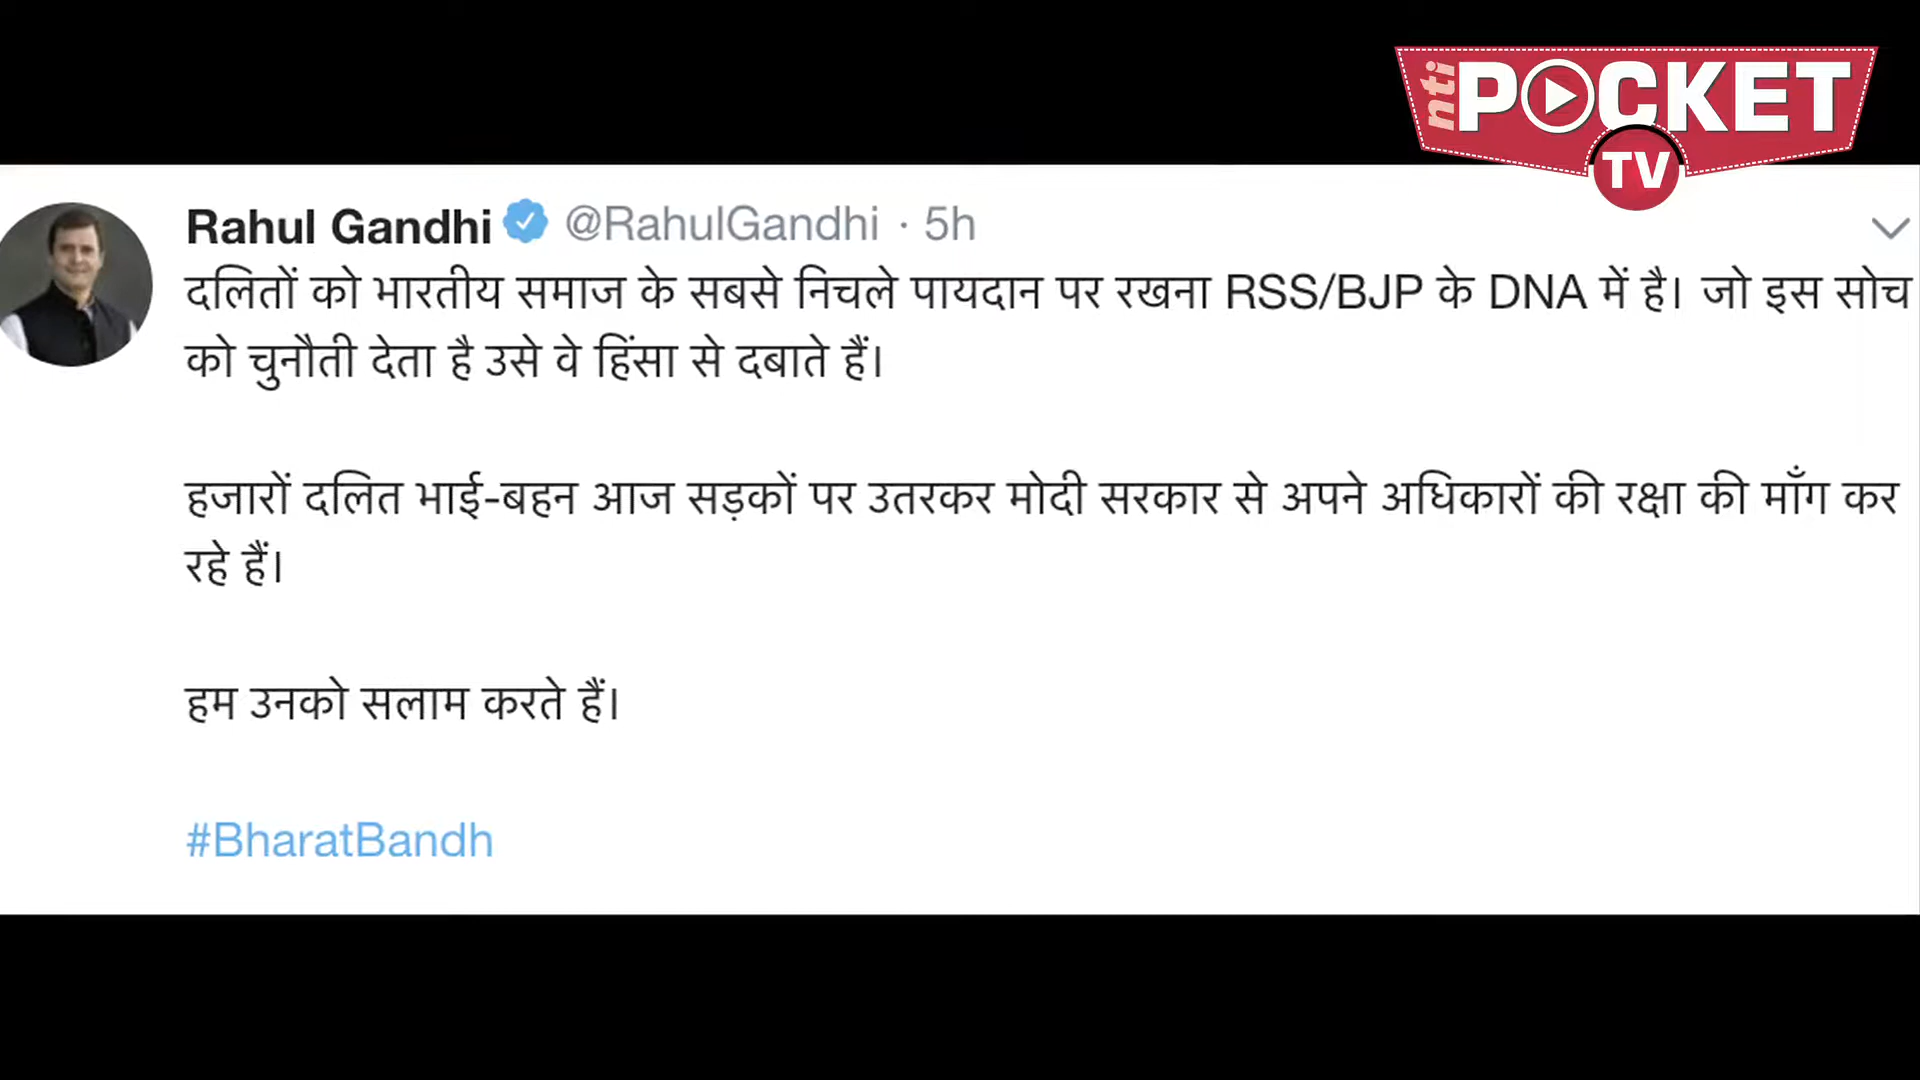 nti POCKET
TV
Rahul Gandhi @RahulGandhi · 5h
दलितों को भारतीय समाज के सबसे निचले पायदान पर रखना RSS/BJP के DNA में है। जो इस सोच
को चुनौती देता है उसे वे हिंसा से दबाते हैं।
हजारों दलित भाई-बहन आज सड़कों पर उतरकर मोदी सरकार से अपने अधिकारों की रक्षा की माँग कर
रहे हैं।
हम उनको सलाम करते हैं।
#BharatBandh